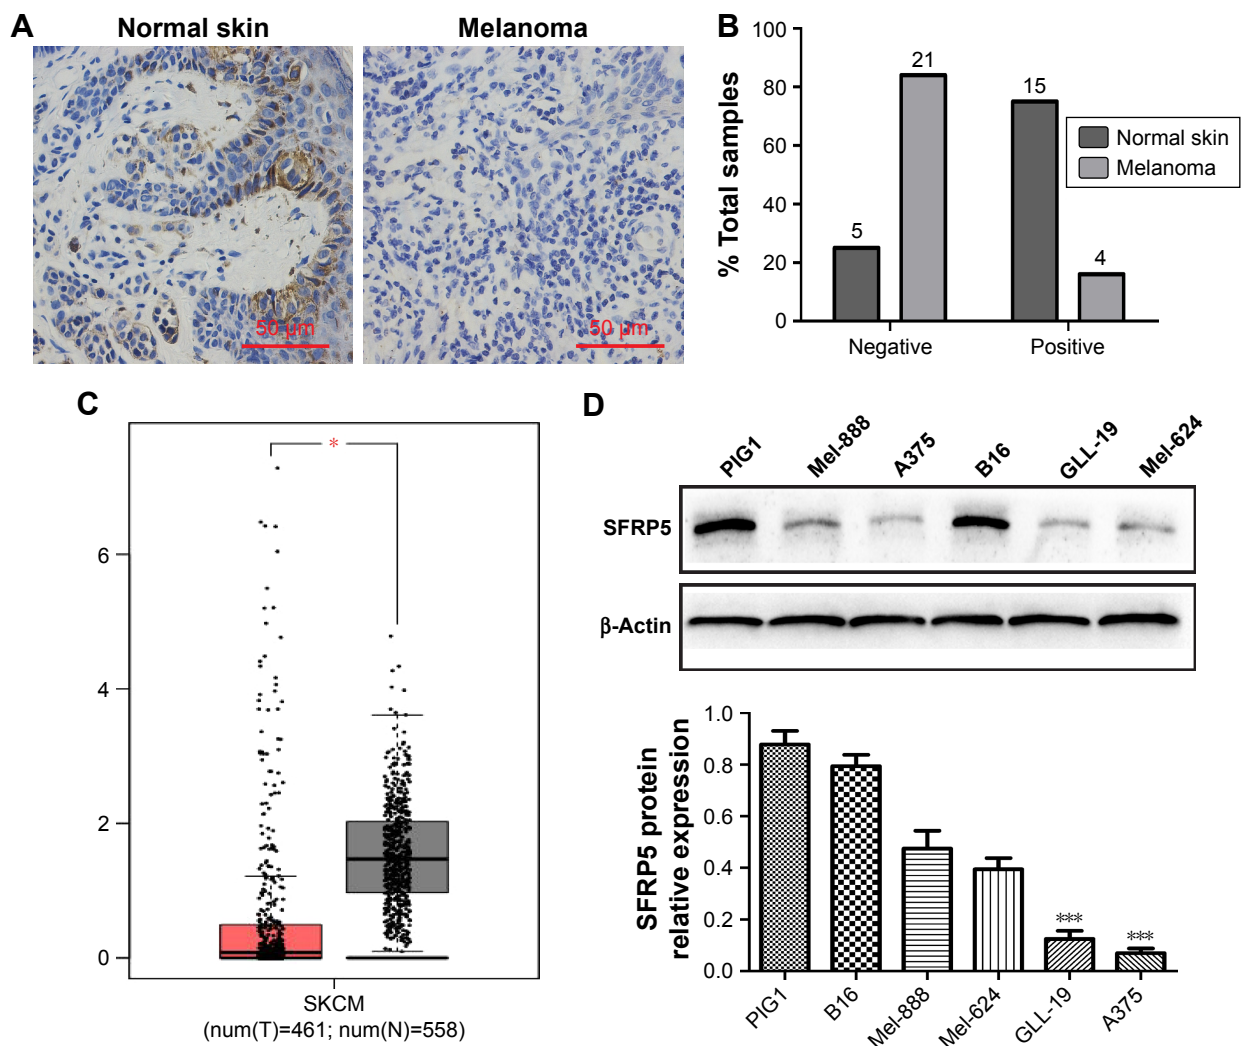 A
Normal skin
Melanoma
50 µm
50 µm
B
% Total samples
100
80
60
40
20
0
5
21
15
4
Negative
Positive
Normal skin
Melanoma
C
*
6
4
2
0
SKCM
(num(T)=461; num(N)=558)
D
PIG1
Mel-888
A375
B16
GLL-19
Mel-624
SFRP5
β-Actin
SFRP5 protein
relative expression
1.0
0.8
0.6
0.4
0.2
0.0
***
***
PIG1
B16
Mel-888
Mel-624
GLL-19
A375